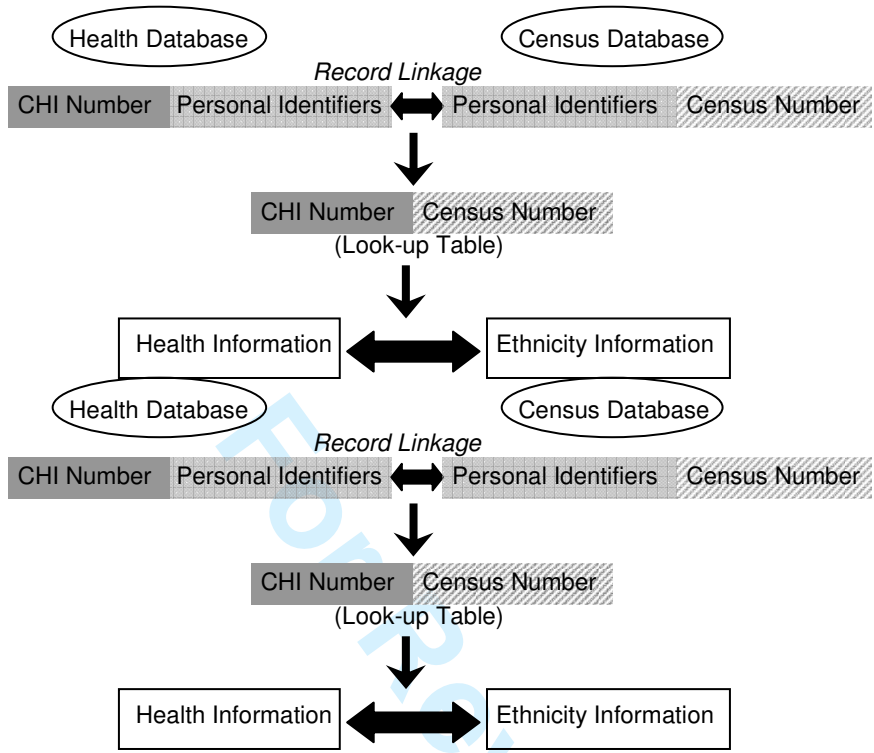 Health Database Census Database
Record Linkage
CHI Number Personal Identifiers Personal Identifiers Census Number
CHI Number Census Number
(Look-up Table)
Health Information Ethnicity Information
Health Database Census Database
Record Linkage
CHI Number Personal Identifiers Personal Identifiers Census Number
CHI Number Census Number
(Look-up Table)
Health Information Ethnicity Information
For Re